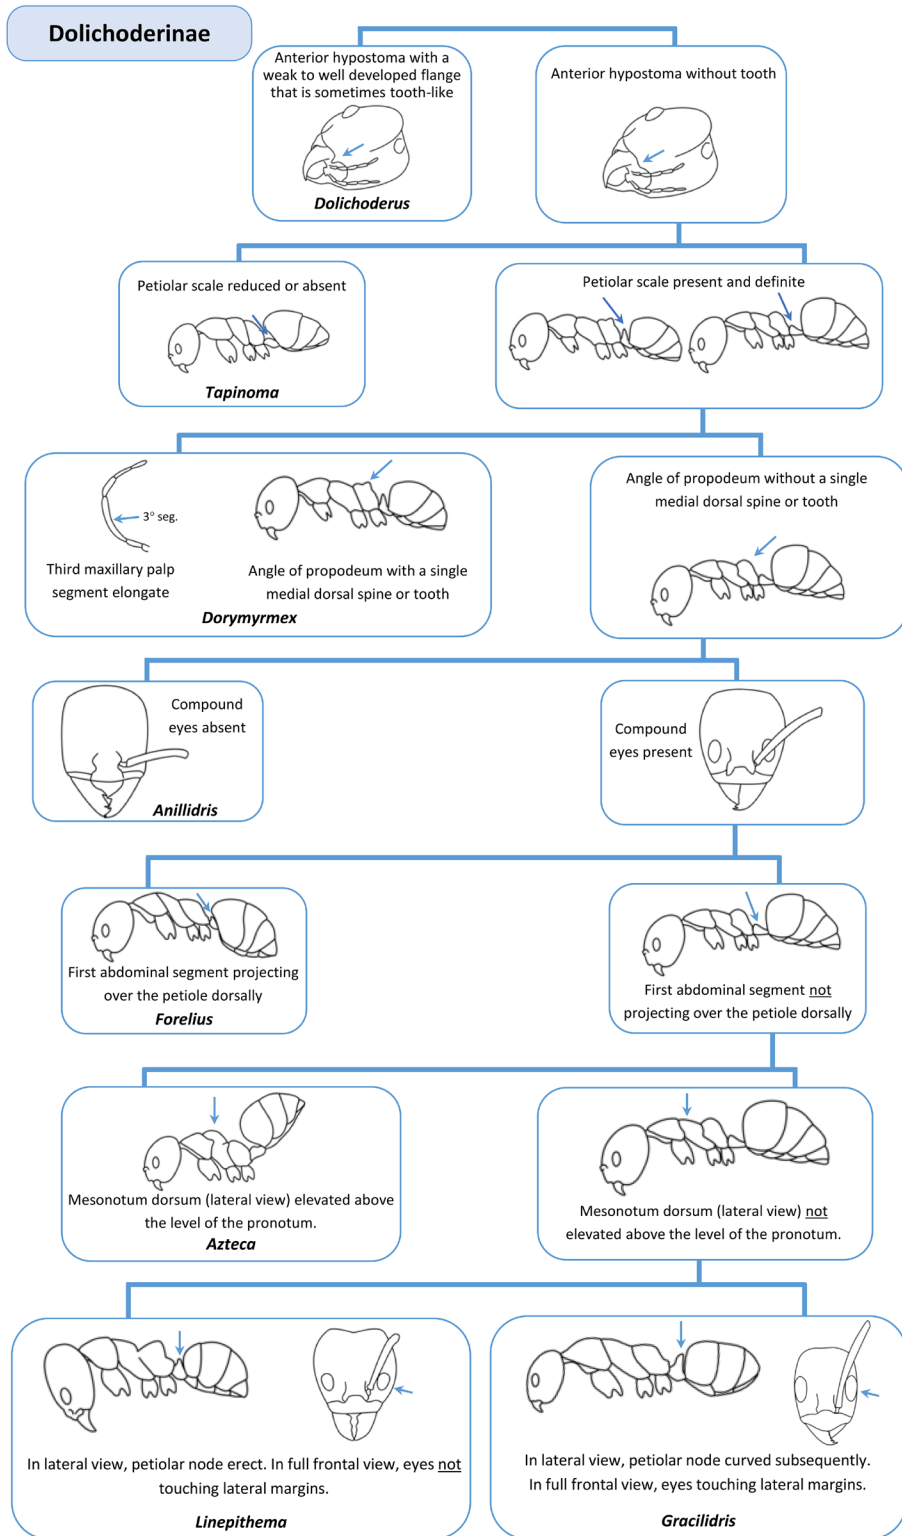 Dolichoderinae
Anterior hypostoma with a
weak to well developed flange
that is sometimes tooth-like
Dolichoderus
Anterior hypostoma without tooth
Petiolar scale reduced or absent
Tapinoma
Petiolar scale present and definite
3º seg.
Third maxillary palp
segment elongate
Angle of propodeum with a single
medial dorsal spine or tooth
Dorymyrmex
Angle of propodeum without a single
medial dorsal spine or tooth
Compound
eyes absent
Anillidris
Compound
eyes present
First abdominal segment projecting
over the petiole dorsally
Forelius
First abdominal segment not
projecting over the petiole dorsally
Mesonotum dorsum (lateral view) elevated above
the level of the pronotum.
Azteca
Mesonotum dorsum (lateral view) not
elevated above the level of the pronotum.
In lateral view, petiolar node erect. In full frontal view, eyes not
touching lateral margins.
Linepithema
In lateral view, petiolar node curved subsequently.
In full frontal view, eyes touching lateral margins.
Gracilidris